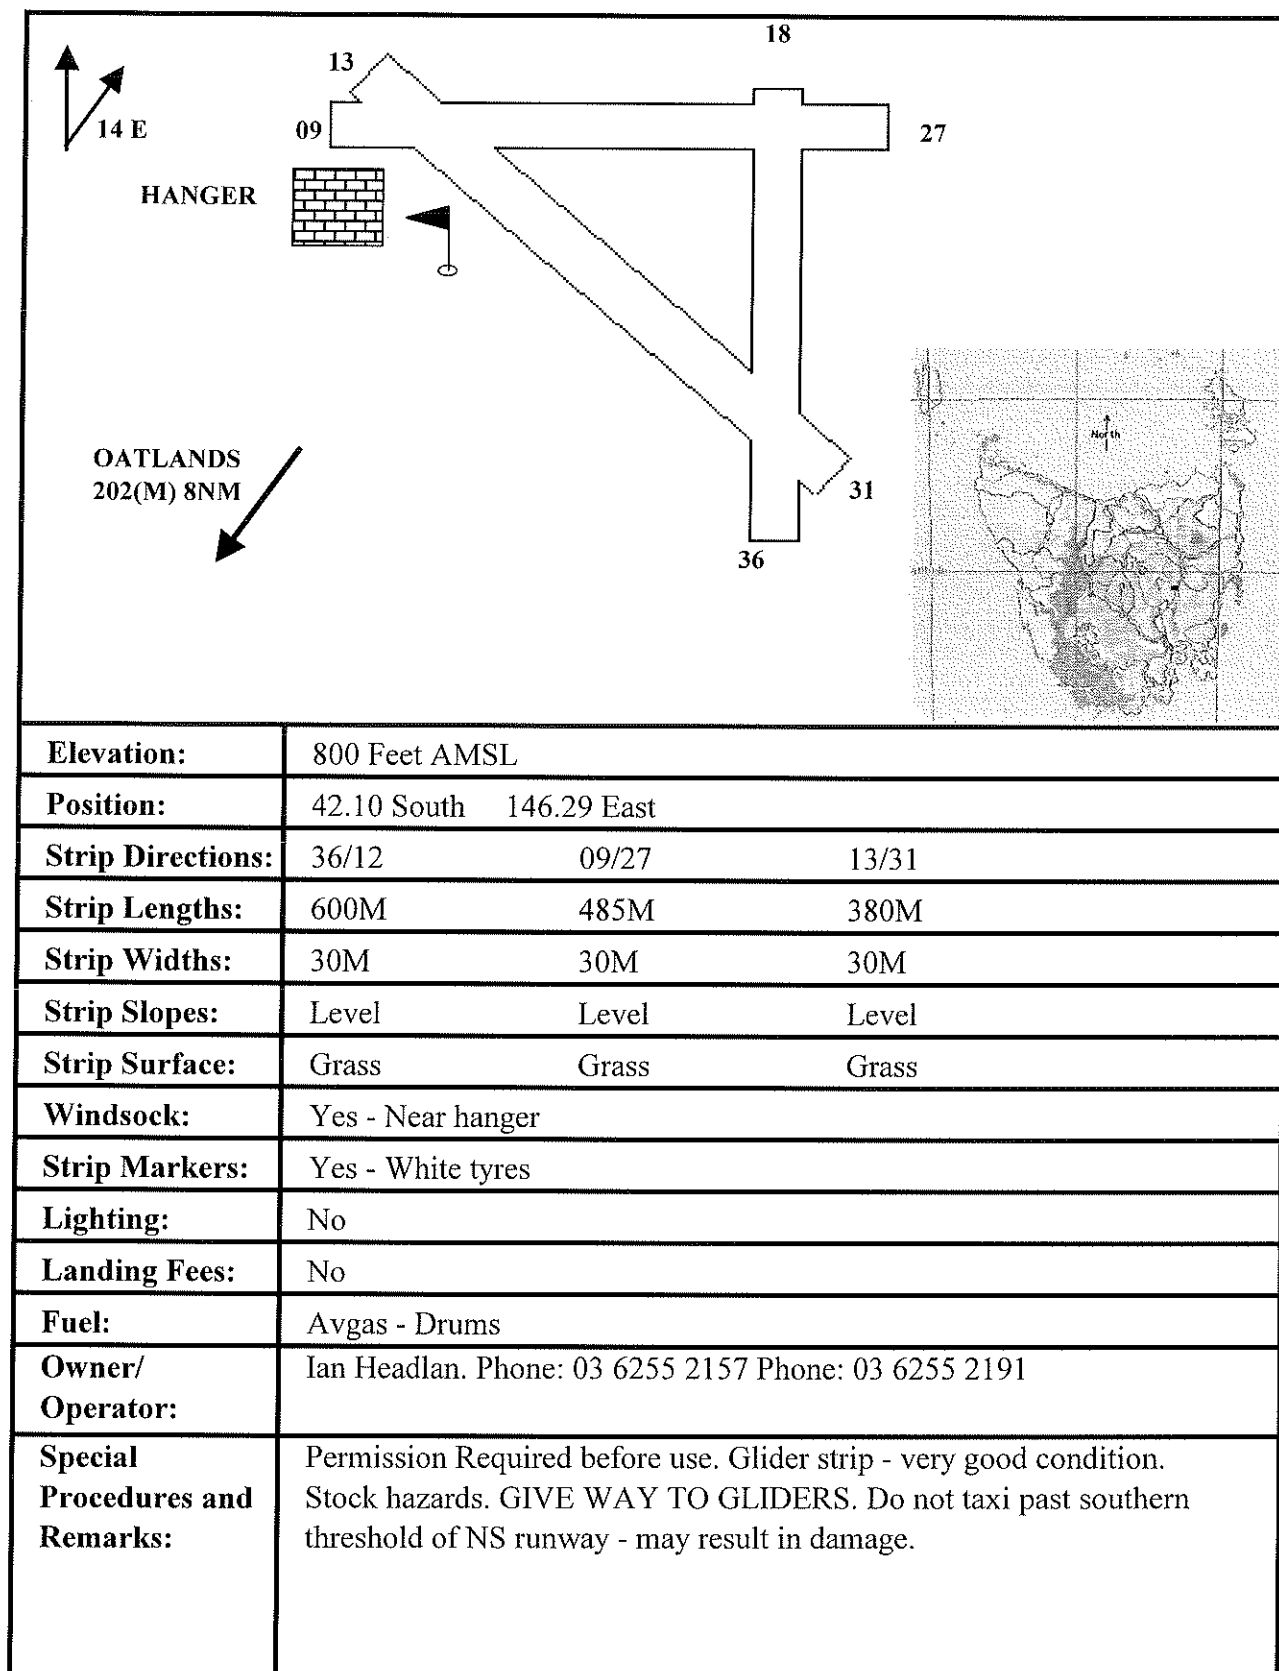 18
13
14 E
09
27
HANGER
North
OATLANDS
202(M) 8NM
31
36
Elevation: 800 Feet AMSL
Position: 42.10 South 146.29 East
Strip Directions: 36/12 09/27 13/31
Strip Lengths: 600M 485M 380M
Strip Widths: 30M 30M 30M
Strip Slopes: Level Level Level
Strip Surface: Grass Grass Grass
Windsock: Yes - Near hanger
Strip Markers: Yes - White tyres
Lighting: No
Landing Fees: No
Fuel: Avgas - Drums
Owner/ Ian Headlan. Phone: 03 6255 2157 Phone: 03 6255 2191
Operator:
Special Permission Required before use. Glider strip - very good condition.
Procedures and Stock hazards. GIVE WAY TO GLIDERS. Do not taxi past southern
Remarks: threshold of NS runway - may result in damage.